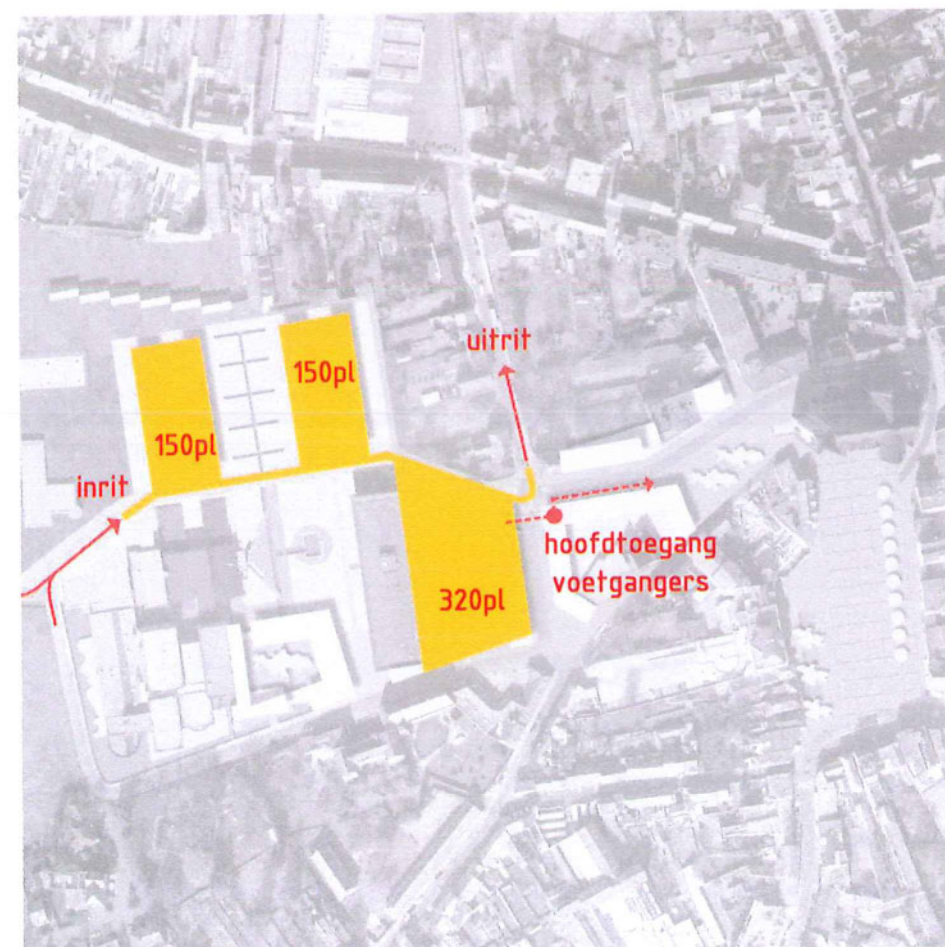 uitrit
150pl
150pl
inrit
hoofdtoegang
voetgangers
320pl